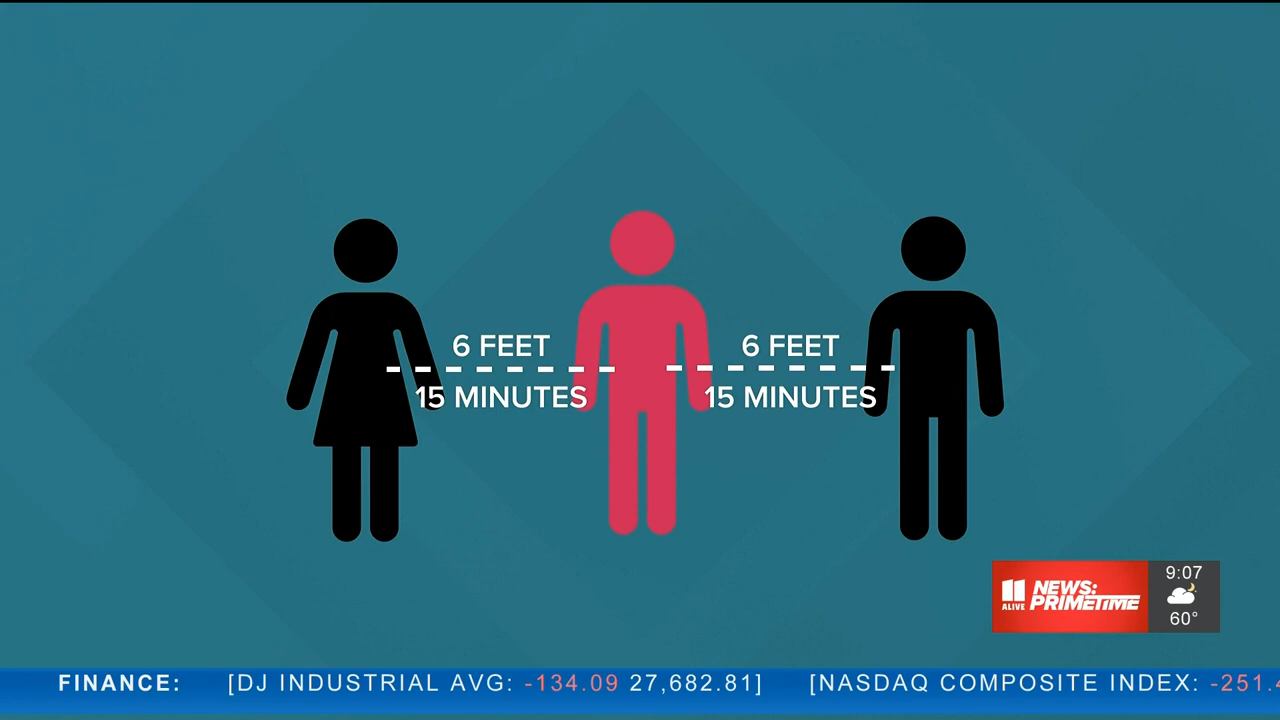 6 FEET
15 MINUTES
6 FEET
15 MINUTES
11
ALIVE
NEWS:
PRIMETIME
9:07
60°
FINANCE: [DJ INDUSTRIAL AVG: -134.09 27,682.81] [NASDAQ COMPOSITE INDEX: -251.